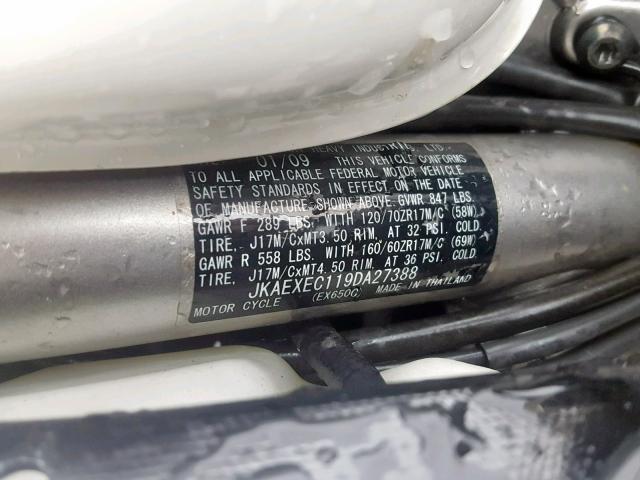 HEAVY INDUSTRIES, LTD.
01/09 THIS VEHICLE CONFORMS
TO ALL APPLICABLE FEDERAL MOTOR VEHICLE
SAFETY STANDARDS IN EFFECT ON THE DATE
OF MANUFACTURE SHOWN ABOVE. GVWR 847 LBS.
GAWR F 289 LBS. WITH 120/70ZR17M/C (58W)
TIRE, J17M/CxMT3.50 RIM. AT 32 PSI. COLD.
GAWR R 558 LBS. WITH 160/60ZR17M/C (69W)
TIRE, J17M/CxMT4.50 RIM. AT 36 PSI. COLD.
JKAEXEC119DA27388
MOTOR CYCLE (EX650C) MADE IN THAILAND